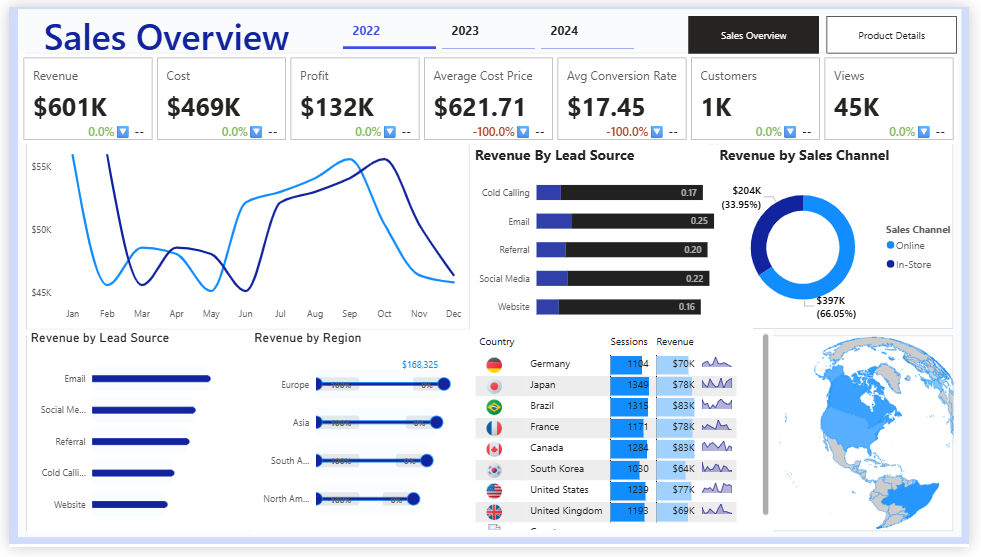 Sales Overview
2022
2023
2024
Sales Overview
Product Details
Revenue
$601K
0.0% --
Cost
$469K
0.0% --
Profit
$132K
0.0% --
Average Cost Price
$621.71
-100.0% --
Avg Conversion Rate
$17.45
-100.0% --
Customers
1K
0.0% --
Views
45K
0.0% --
$55K
$50K
$45K
Jan Feb Mar Apr May Jun Jul Aug Sep Oct Nov Dec
Revenue By Lead Source
Cold Calling 0.17
Email 0.25
Referral 0.20
Social Media 0.22
Website 0.16
Revenue by Sales Channel
$204K
(33.95%)
$397K
(66.05%)
Sales Channel
Online
In-Store
Revenue by Lead Source
Email
Social Me...
Referral
Cold Calli...
Website
Revenue by Region
$168,325
Europe 100%
Asia 100%
South A... 100%
North Am... 100%
Country Sessions Revenue
Germany 1104 $70K
Japan 1349 $78K
Brazil 1315 $83K
France 1171 $78K
Canada 1284 $83K
South Korea 1030 $64K
United States 1239 $77K
United Kingdom 1193 $69K